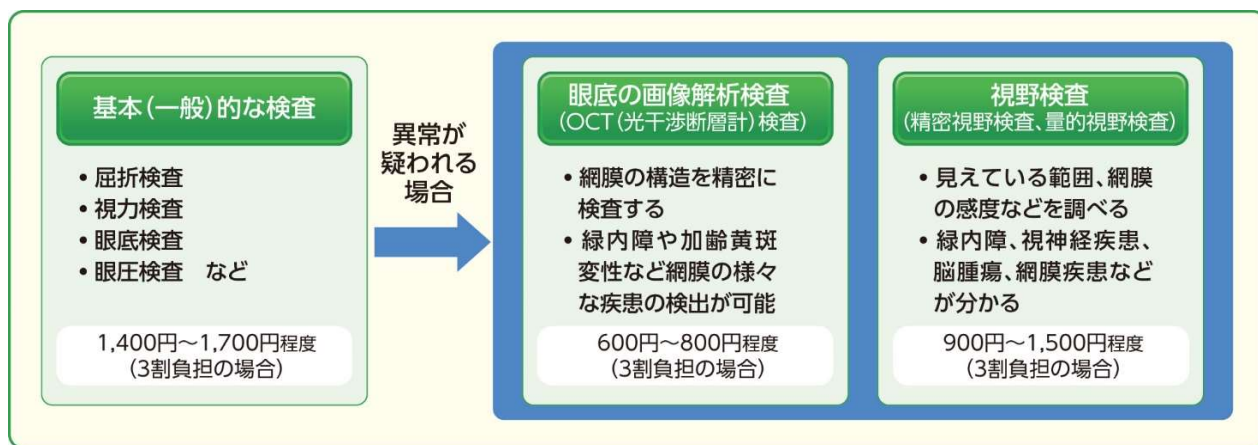 基本（一般）的な検査
・屈折検査
・視力検査
・眼底検査
・眼圧検査　など
1,400円～1,700円程度
（3割負担の場合）
異常が
疑われる
場合
眼底の画像解析検査
（OCT（光干渉断層計）検査）
・網膜の構造を精密に
検査する
・緑内障や加齢黄斑
変性など網膜の様々
な疾患の検出が可能
600円～800円程度
（3割負担の場合）
視野検査
（精密視野検査、量的視野検査）
・見えている範囲、網膜
の感度などを調べる
・緑内障、視神経疾患、
脳腫瘍、網膜疾患など
が分かる
900円～1,500円程度
（3割負担の場合）